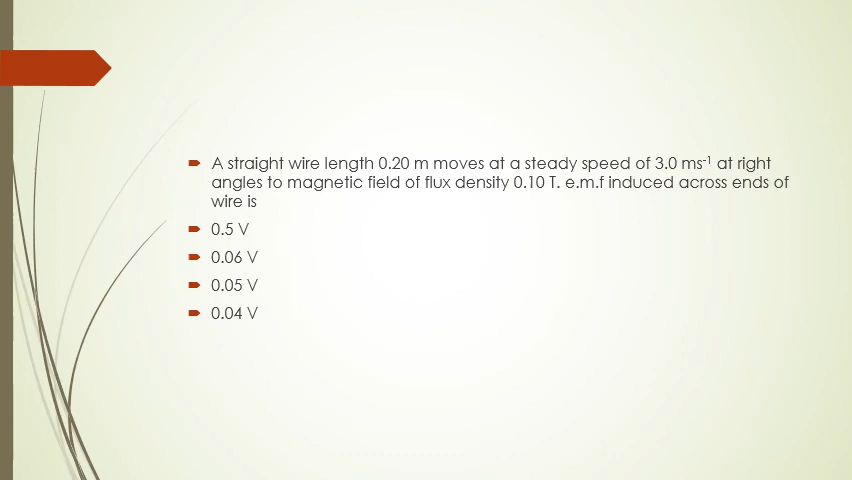 A straight wire length 0.20 m moves at a steady speed of 3.0 ms⁻¹ at right
angles to magnetic field of flux density 0.10 T. e.m.f induced across ends of
wire is
0.5 V
0.06 V
0.05 V
0.04 V